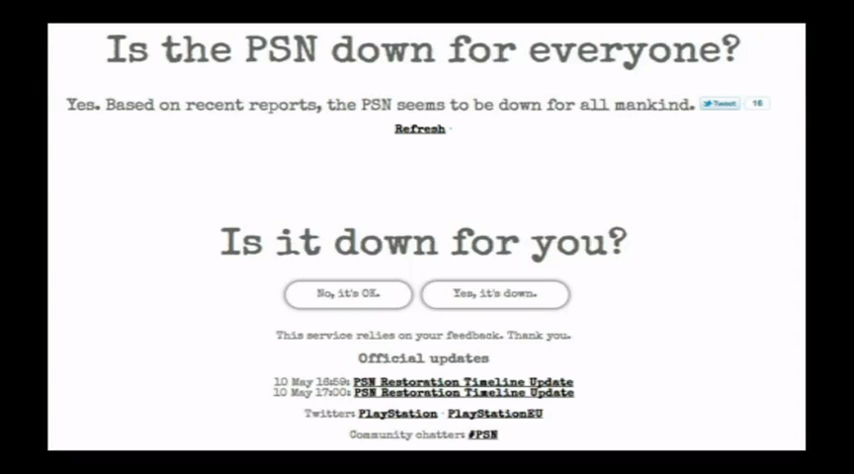 Is the PSN down for everyone?
Yes. Based on recent reports, the PSN seems to be down for all mankind. Tweet 16
Refresh ·
Is it down for you?
No, it's OK. Yes, it's down.
This service relies on your feedback. Thank you.
Official updates
10 May 16:59: PSN Restoration Timeline Update
10 May 17:00: PSN Restoration Timeline Update
Twitter: PlayStation · PlayStationEU
Community chatter: #PSN